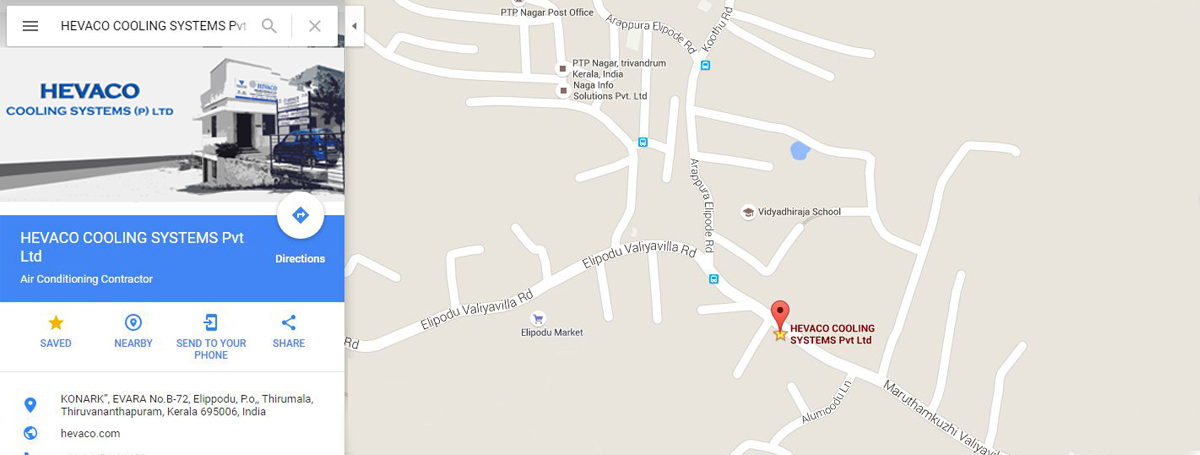 HEVACO COOLING SYSTEMS Pvt
HEVACO
COOLING SYSTEMS (P) LTD
HEVACO COOLING SYSTEMS Pvt
Ltd
Directions
Air Conditioning Contractor
SAVED
NEARBY
SEND TO YOUR
PHONE
SHARE
KONARK", EVARA No.B-72, Elippodu, P.o,, Thirumala,
Thiruvananthapuram, Kerala 695006, India
hevaco.com
PTP Nagar Post Office
Arappura Elipode Rd
Koothu Rd
PTP Nagar, trivandrum
Kerala, India
Naga Info
Solutions Pvt. Ltd
Arappura Elipode Rd
Vidyadhiraja School
Elipodu Valiyavilla Rd
Elipodu Valiyavilla Rd
Elipodu Market
Rd
HEVACO COOLING
SYSTEMS Pvt Ltd
Alumoodu Ln
Maruthamkuzhi Valiyavi